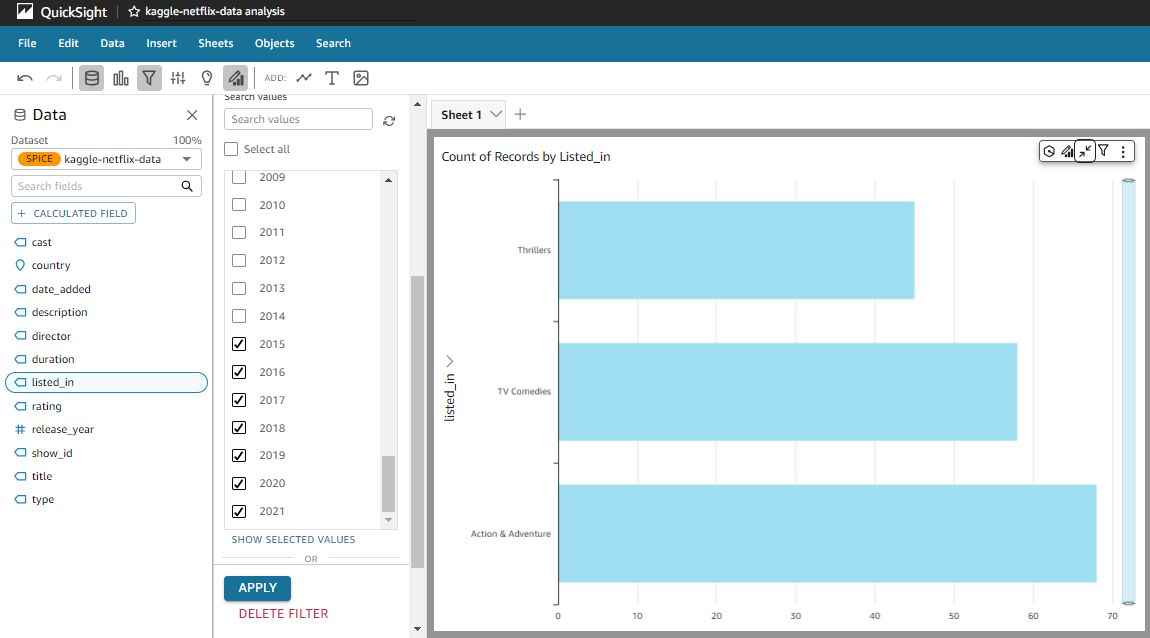 QuickSight
kaggle-netflix-data analysis
File Edit Data Insert Sheets Objects Search
ADD:
Data
Dataset 100%
SPICE kaggle-netflix-data
Search fields
+ CALCULATED FIELD
cast
country
date_added
description
director
duration
listed_in
rating
release_year
show_id
title
type
Search values
Search values
Select all
2009
2010
2011
2012
2013
2014
2015
2016
2017
2018
2019
2020
2021
SHOW SELECTED VALUES
OR
APPLY
DELETE FILTER
Sheet 1
Count of Records by Listed_in
listed_in
Thrillers
TV Comedies
Action & Adventure
0 10 20 30 40 50 60 70